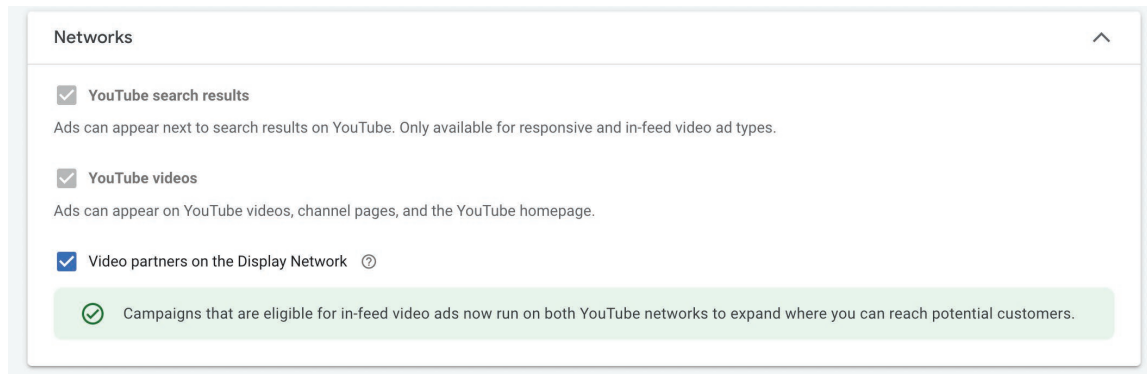 Networks
YouTube search results
Ads can appear next to search results on YouTube. Only available for responsive and in-feed video ad types.
YouTube videos
Ads can appear on YouTube videos, channel pages, and the YouTube homepage.
Video partners on the Display Network
Campaigns that are eligible for in-feed video ads now run on both YouTube networks to expand where you can reach potential customers.